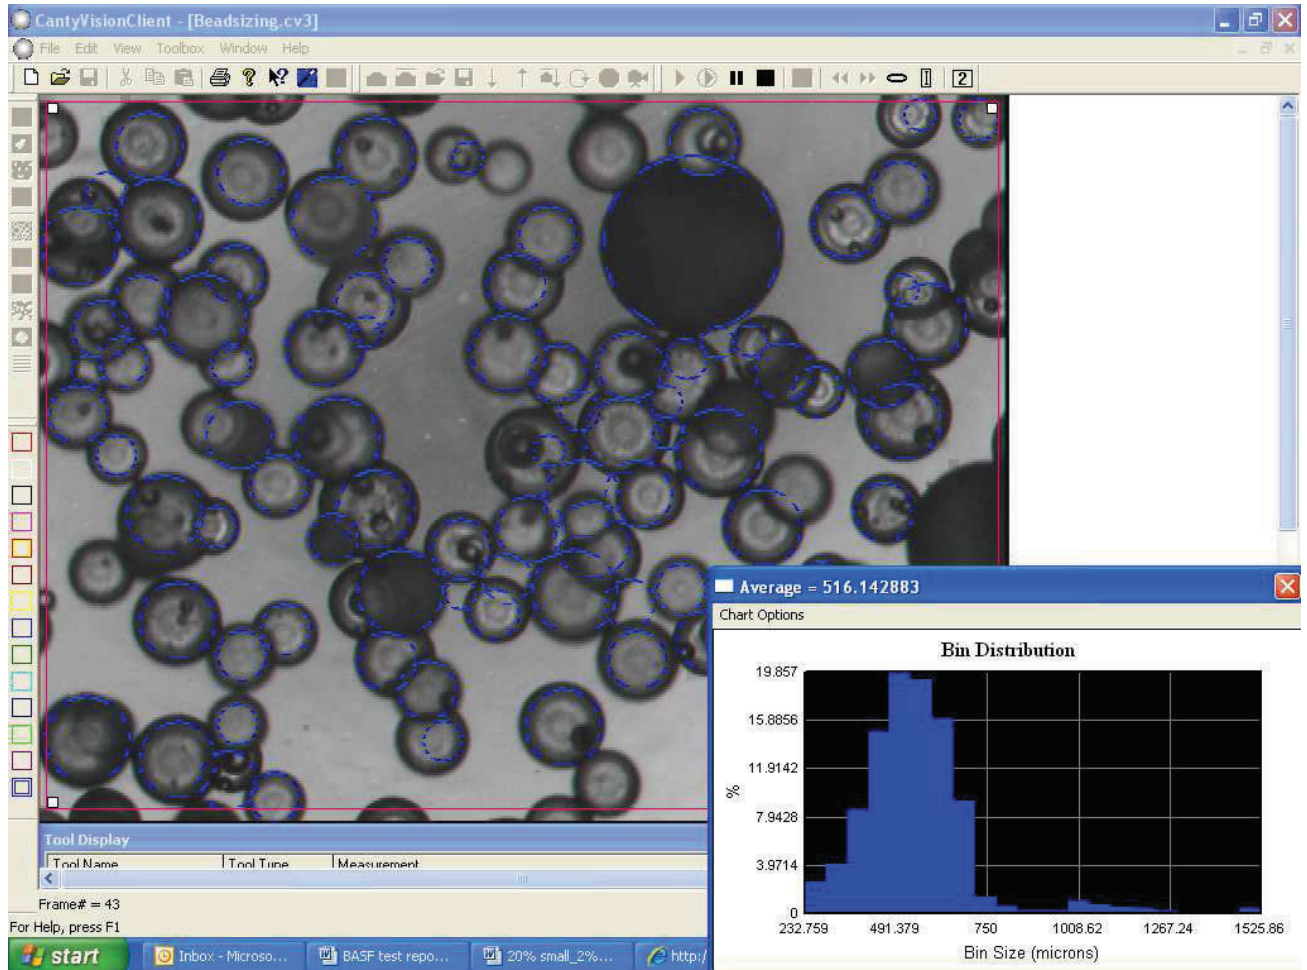 CantyVisionClient - [Beadsizing.cv3]
File Edit View Toolbox Window Help
2
Average = 516.142883
Chart Options
Bin Distribution
19.857
15.8856
11.9142
7.9428
3.9714
0
%
232.759 491.379 750 1008.62 1267.24 1525.86
Bin Size (microns)
Tool Display
Tool Name Tool Type Measurement
Frame# = 43
For Help, press F1
start Inbox - Microso... BASF test repo... 20% small_2%... http:/